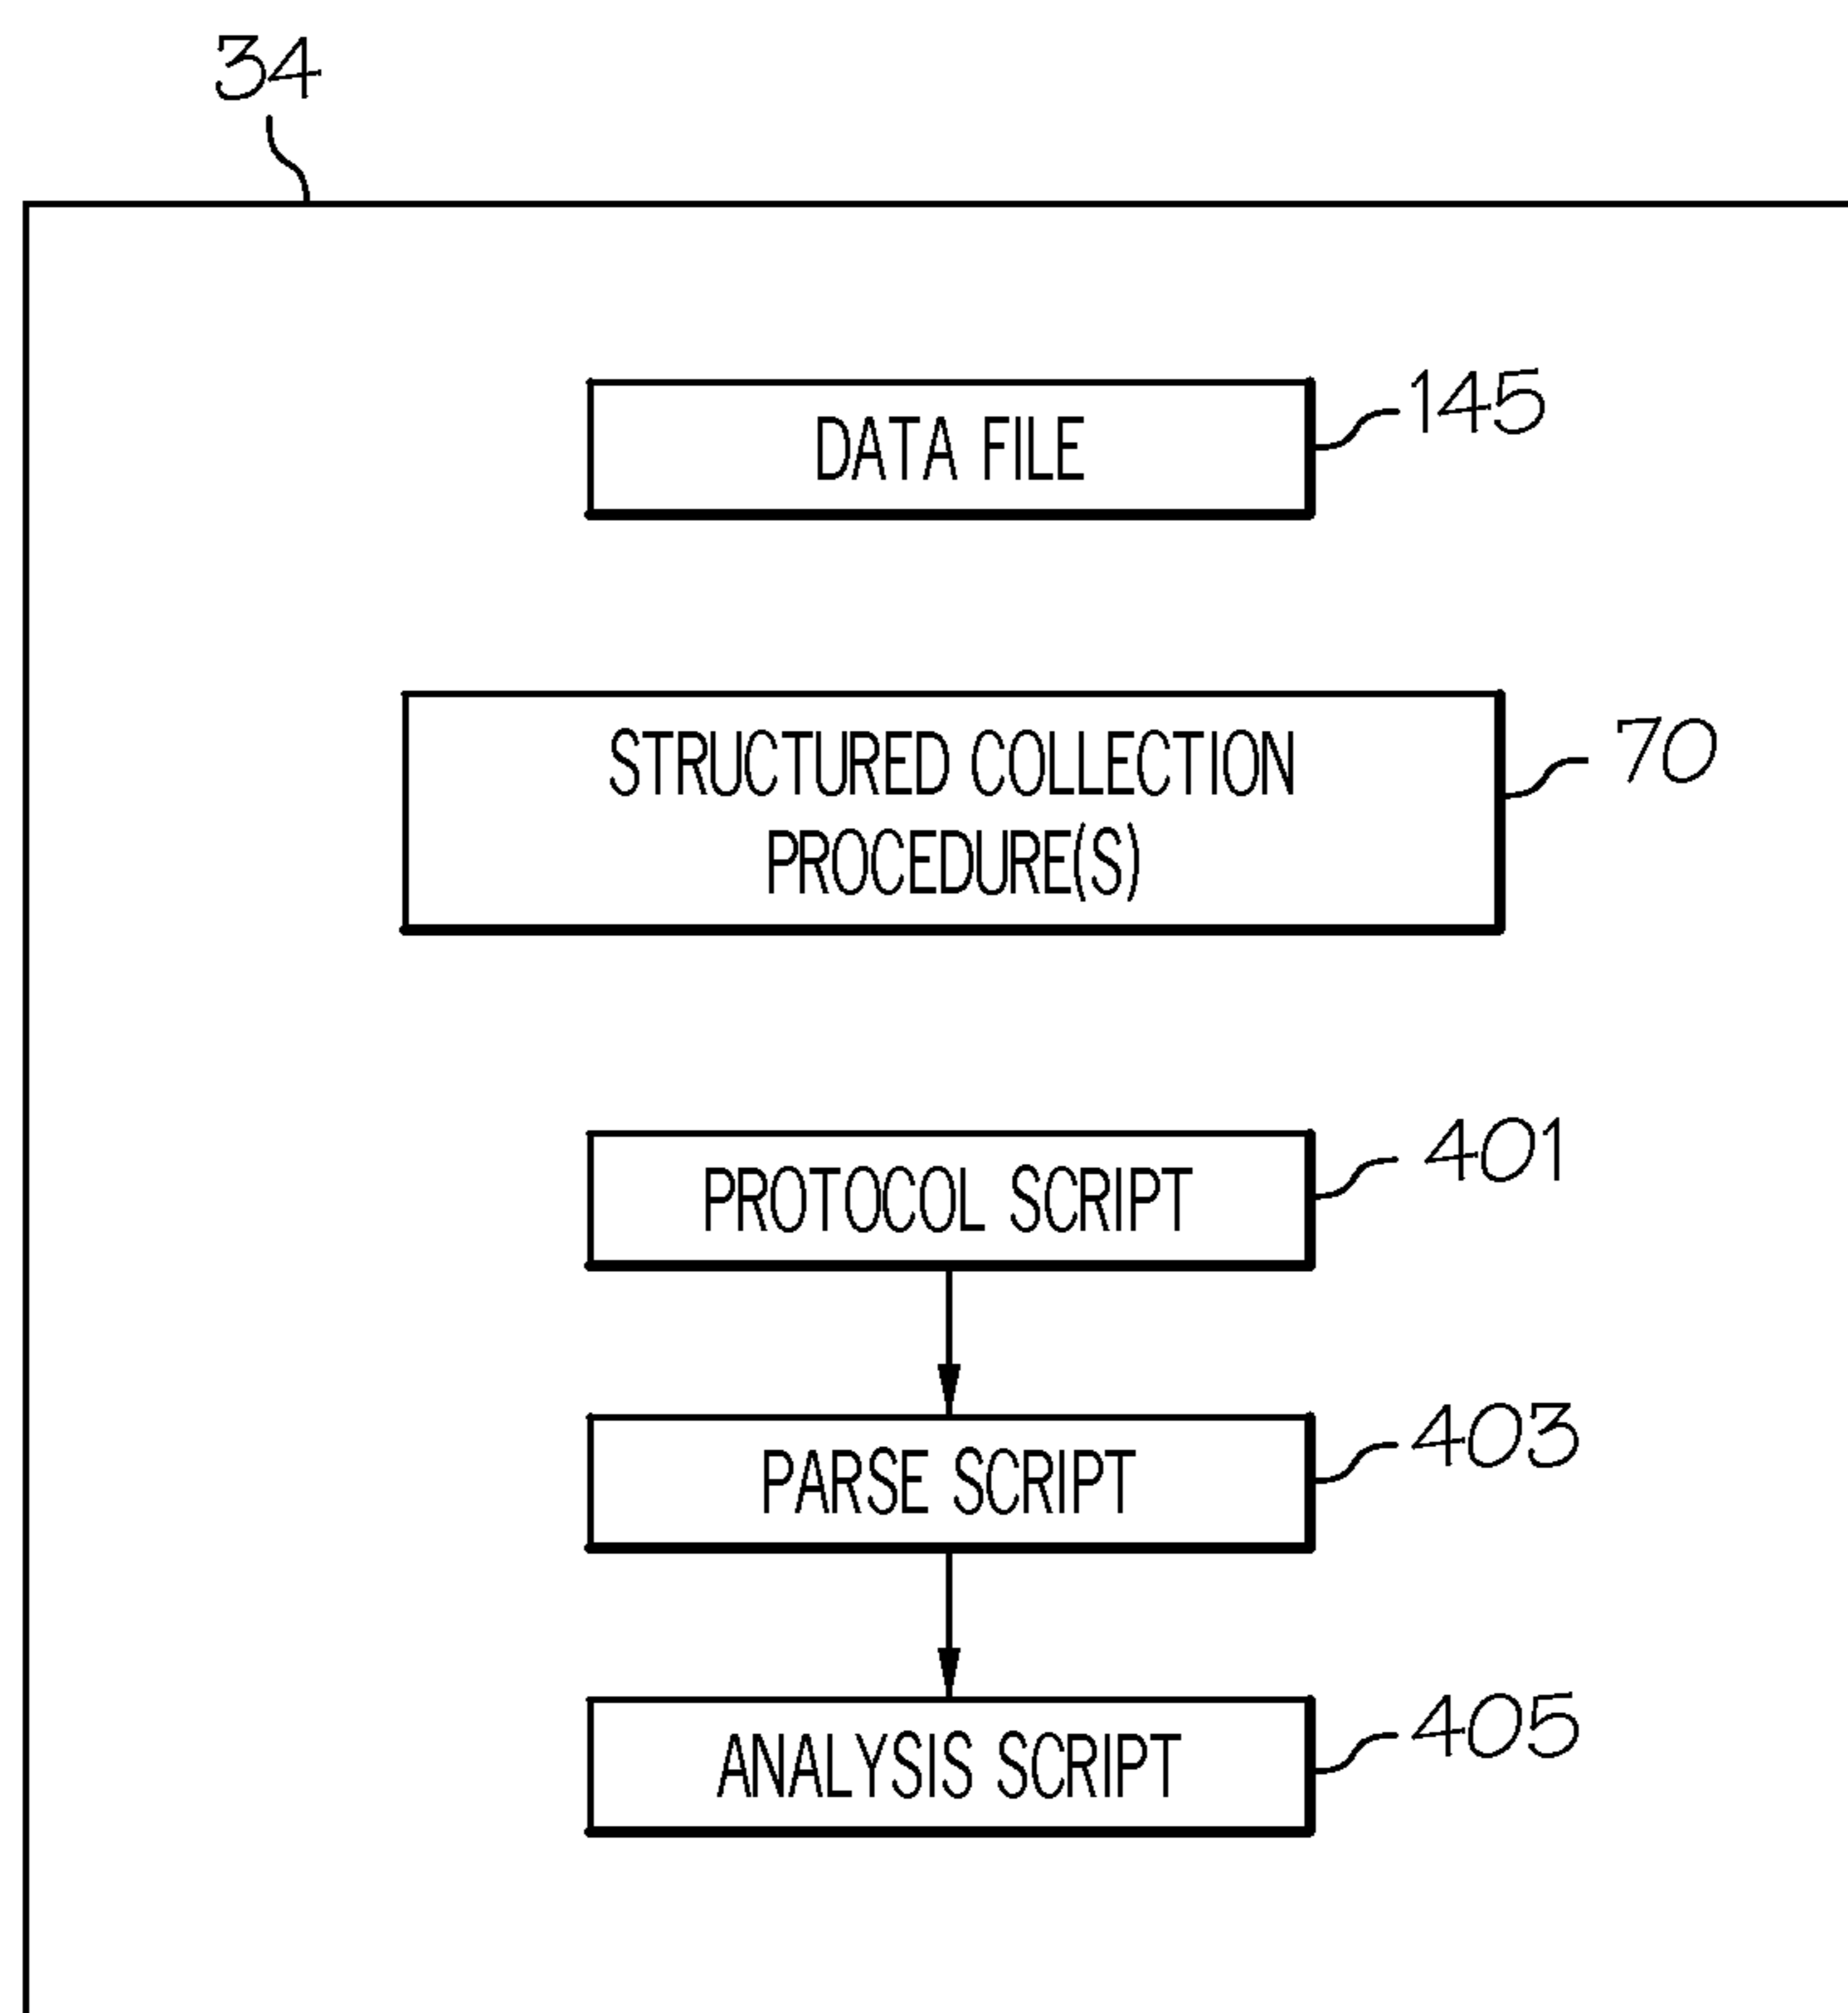 34
DATA FILE
145
STRUCTURED COLLECTION
PROCEDURE(S)
70
PROTOCOL SCRIPT
401
PARSE SCRIPT
403
ANALYSIS SCRIPT
405